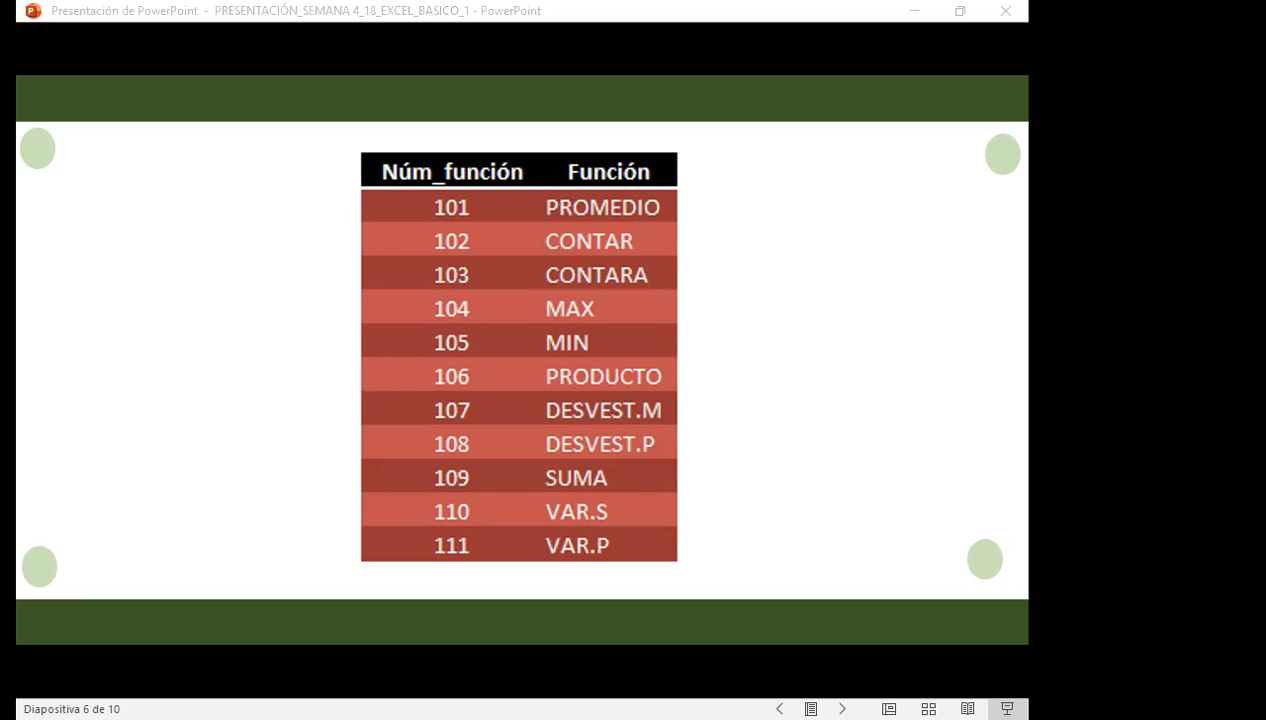 Presentación de PowerPoint - PRESENTACIÓN_SEMANA 4_18_EXCEL_BASICO_1 - PowerPoint
Núm_función Función
101 PROMEDIO
102 CONTAR
103 CONTARA
104 MAX
105 MIN
106 PRODUCTO
107 DESVEST.M
108 DESVEST.P
109 SUMA
110 VAR.S
111 VAR.P
Diapositiva 6 de 10